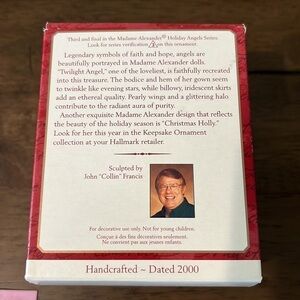 Third and final in the Madame Alexander® Holiday Angels Series
Look for series verification on this ornament.
Legendary symbols of faith and hope, angels are
beautifully portrayed in Madame Alexander dolls.
"Twilight Angel," one of the loveliest, is faithfully recreated
into this treasure. The bodice and hem of her gown seem
to twinkle like evening stars, while billowy, iridescent skirts
add an ethereal quality. Pearly wings and a glittering halo
contribute to the radiant aura of purity.
Another exquisite Madame Alexander design that reflects
the beauty of the holiday season is "Christmas Holly."
Look for her this year in the Keepsake Ornament
collection at your Hallmark retailer.
Sculpted by
John "Collin" Francis
For decorative use only. Not for young children.
Conçue à des fins décoratives seulement.
Ne convient pas aux jeunes enfants.
Handcrafted ~ Dated 2000